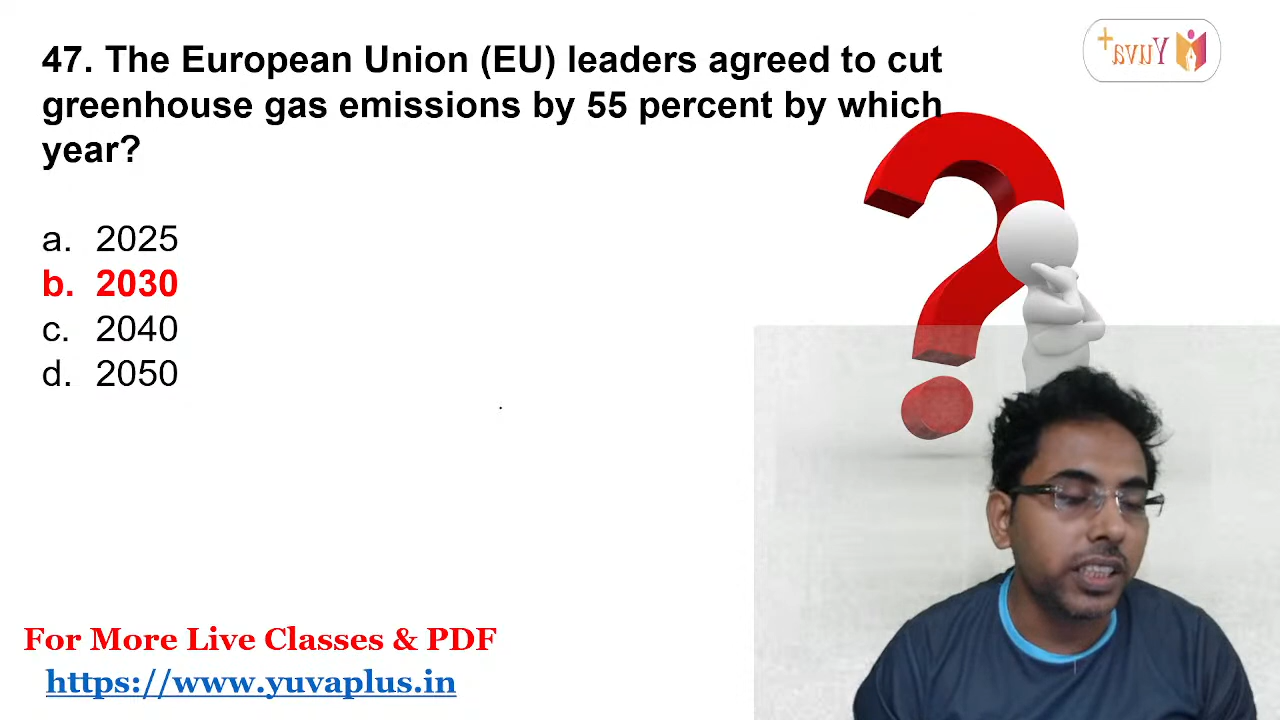 47. The European Union (EU) leaders agreed to cut
greenhouse gas emissions by 55 percent by which
year?
a. 2025
b. 2030
c. 2040
d. 2050
Yuva+
For More Live Classes & PDF
https://www.yuvaplus.in